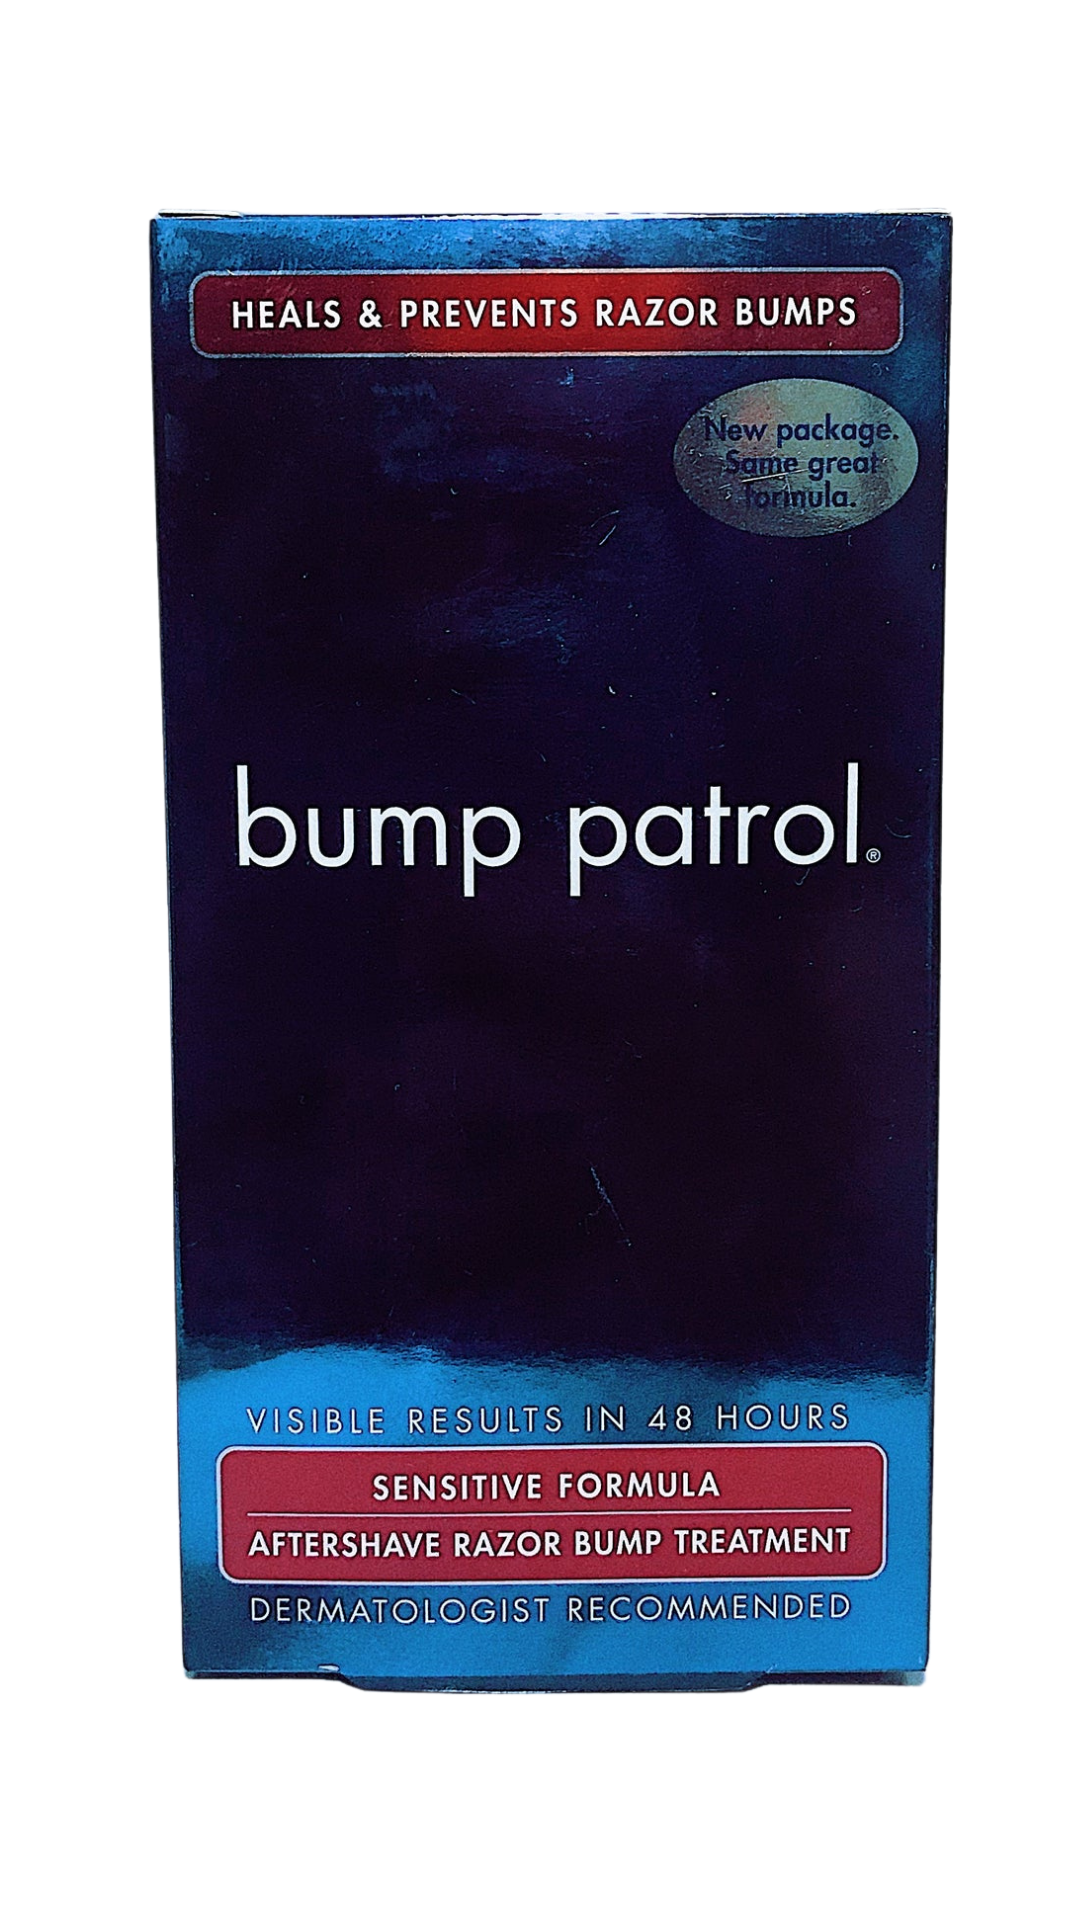 HEALS & PREVENTS RAZOR BUMPS
New package.
Same great
formula.
bump patrol®
VISIBLE RESULTS IN 48 HOURS
SENSITIVE FORMULA
AFTERSHAVE RAZOR BUMP TREATMENT
DERMATOLOGIST RECOMMENDED